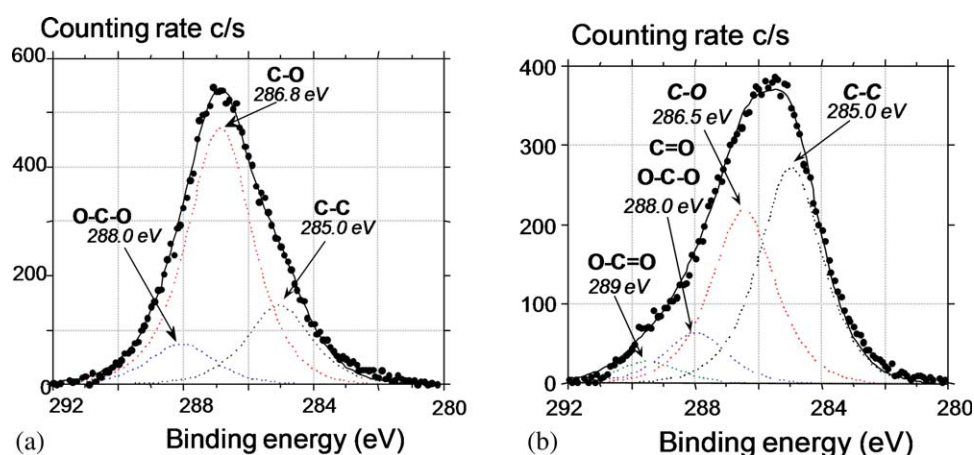 Counting rate c/s
600
400
200
0
C-O
286.8 eV
O-C-O
288.0 eV
C-C
285.0 eV
292
288
284
280
(a)
Binding energy (eV)
Counting rate c/s
400
300
200
100
0
C-O
286.5 eV
C=O
O-C-O
288.0 eV
O-C=O
289 eV
C-C
285.0 eV
292
288
284
280
(b)
Binding energy (eV)